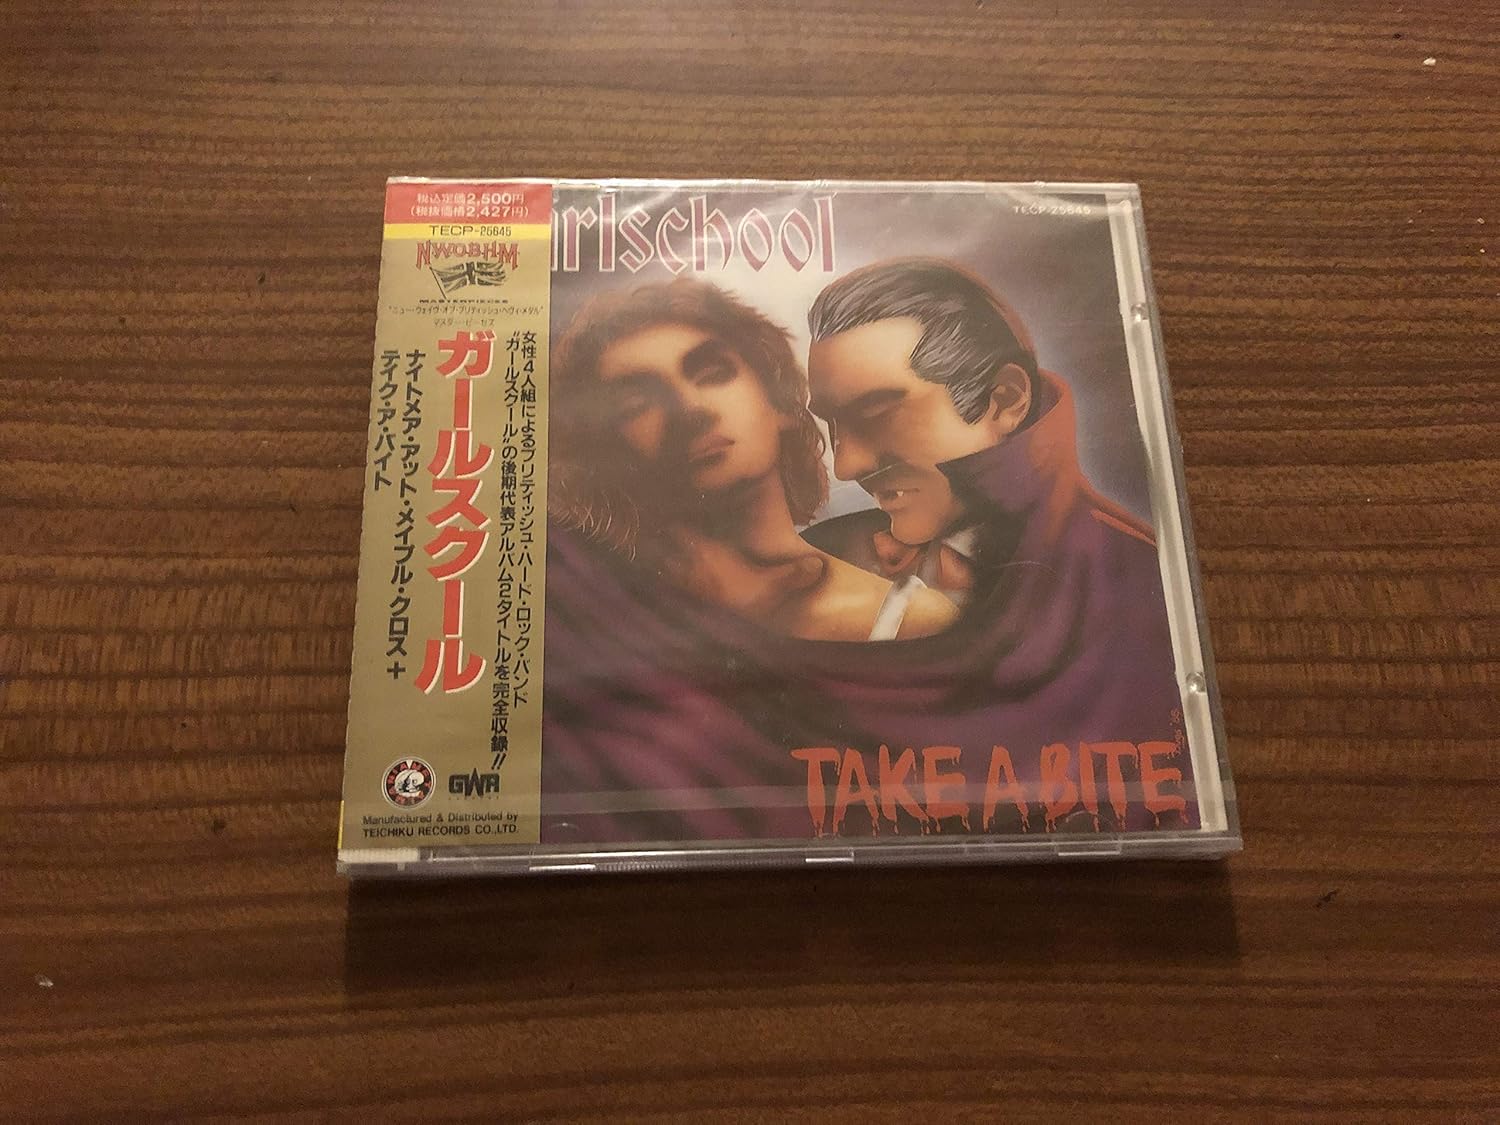 税込定価2,500円
(税抜価格2,427円)
TECP-25645
N.W.O.B.H.M.
MASTERPIECES
"ニュー・ウェイヴ・オブ・ブリティッシュ・ヘヴィ・メタル"
マスター・ピーセズ
女性4人組によるブリティッシュ・ハード・ロック・バンド
"ガールスクール"の後期代表アルバム2タイトルを完全収録!!
ガールスクール
ナイトメア・アット・メイプル・クロス+
テイク・ア・バイト
GWR
Manufactured & Distributed by
TEICHIKU RECORDS CO.,LTD.
irlschool
TECP-25645
TAKE A BITE